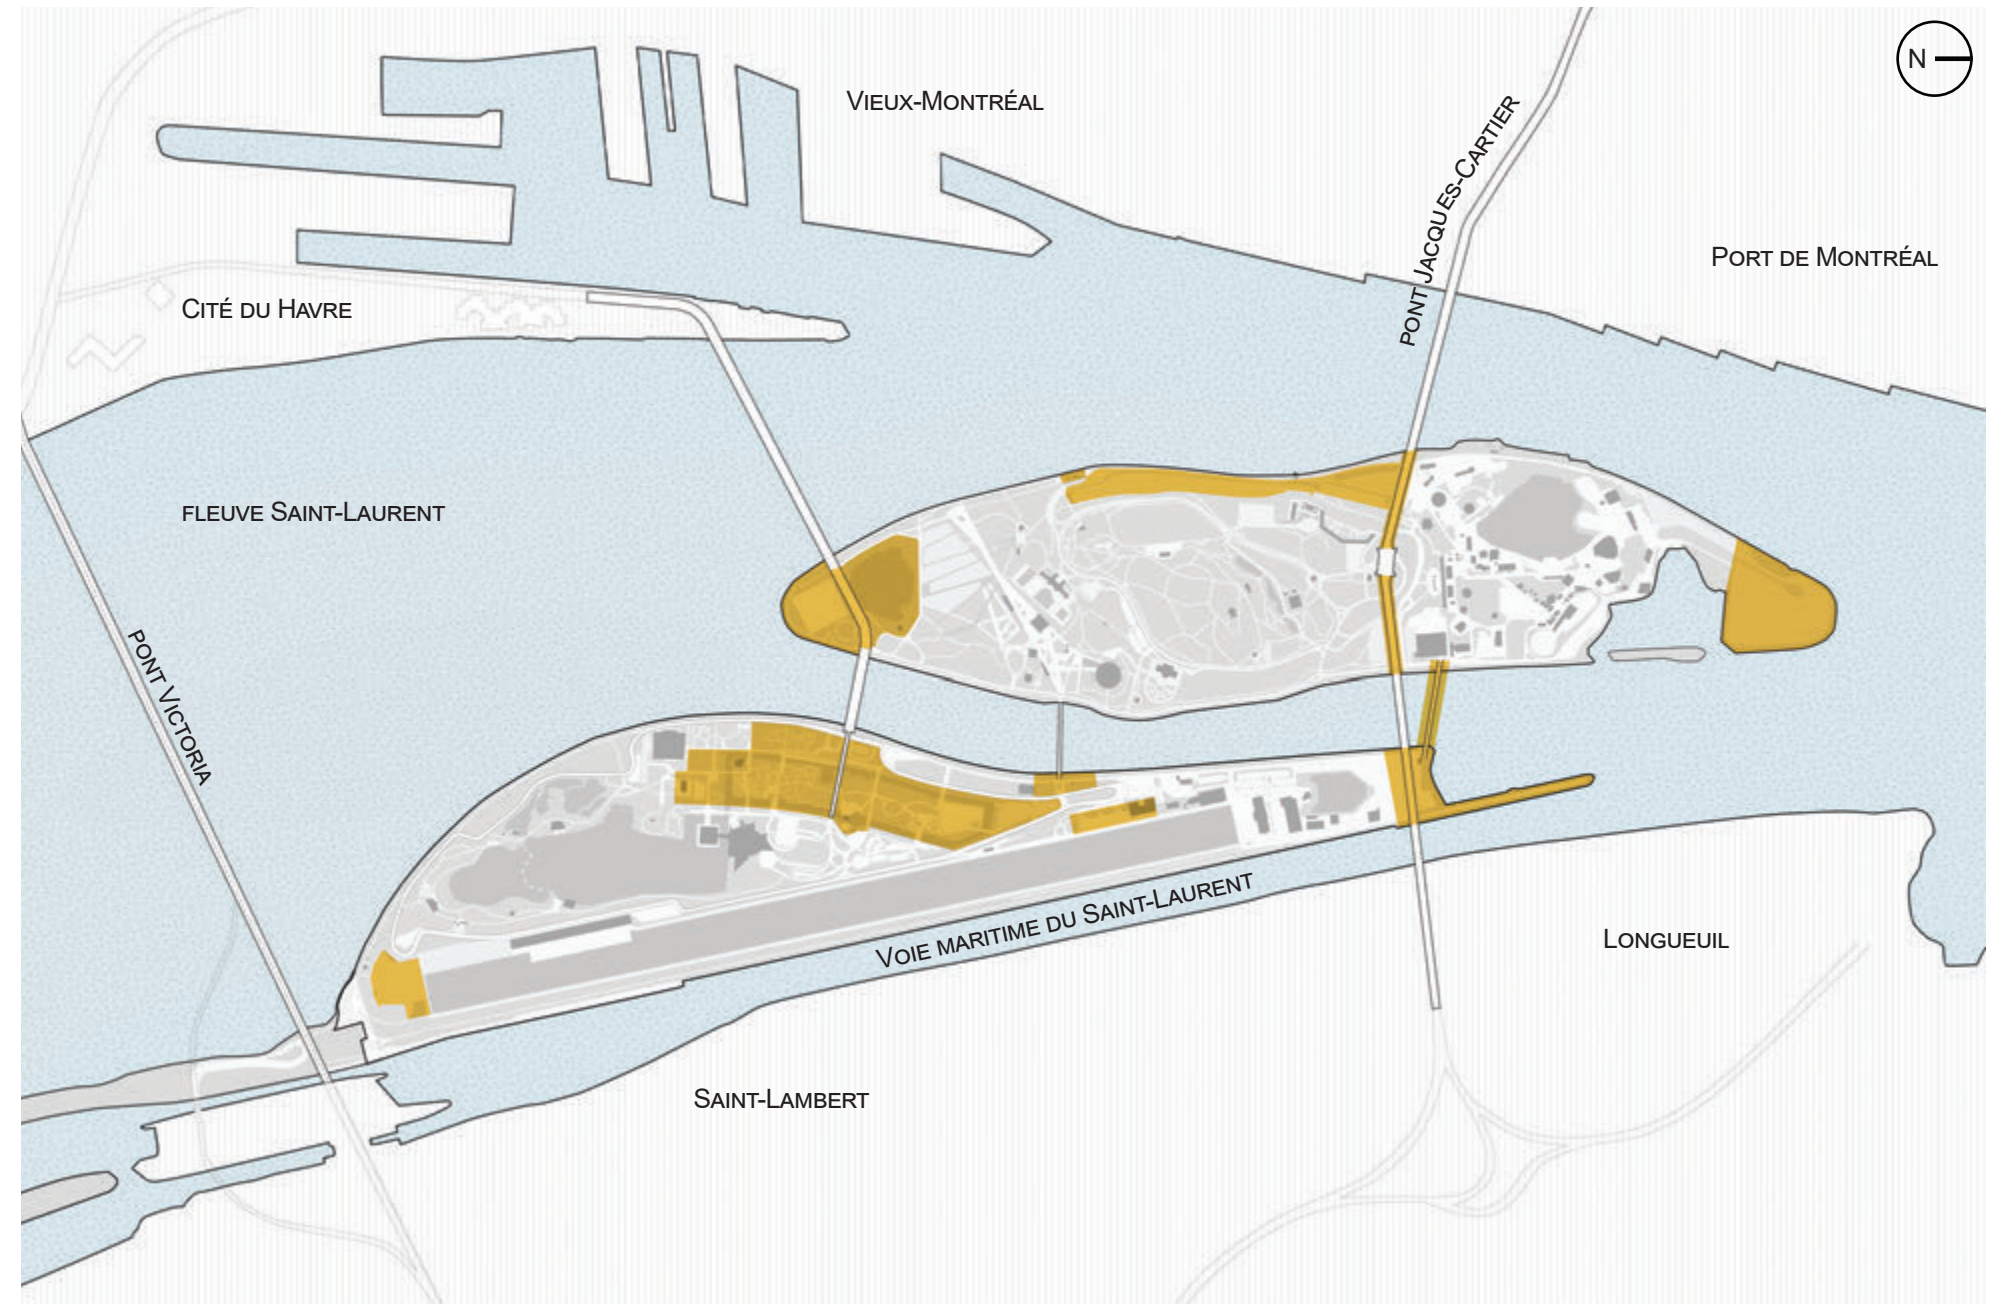 N
Vieux-Montréal
Pont Jacques-Cartier
Port de Montréal
Cité du Havre
fleuve Saint-Laurent
Pont Victoria
Voie maritime du Saint-Laurent
Longueuil
Saint-Lambert